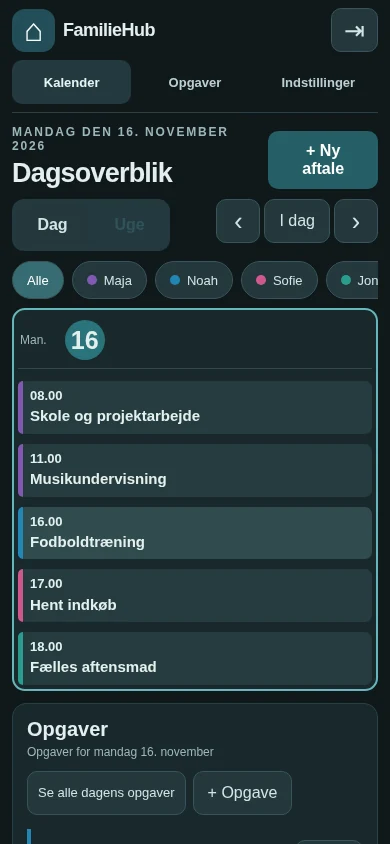 FamilieHub
Kalender
Opgaver
Indstillinger
MANDAG DEN 16. NOVEMBER
2026
Dagsoverblik
+ Ny
aftale
Dag
Uge
I dag
Alle
Maja
Noah
Sofie
Jon
Man.
16
08.00
Skole og projektarbejde
11.00
Musikundervisning
16.00
Fodboldtræning
17.00
Hent indkøb
18.00
Fælles aftensmad
Opgaver
Opgaver for mandag 16. november
Se alle dagens opgaver
+ Opgave